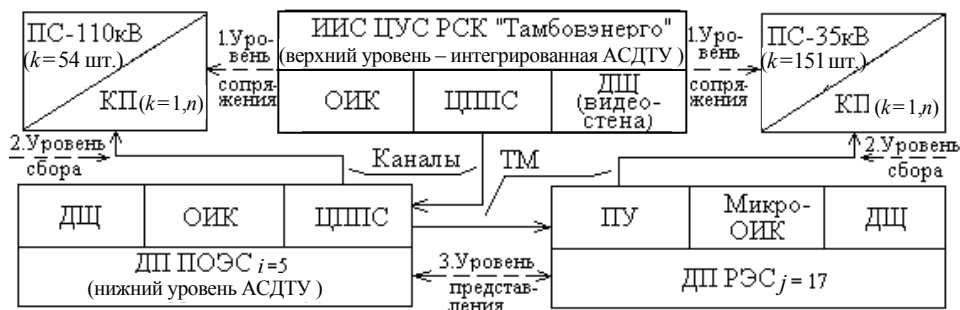 ПС-110кВ
(k=54 шт.)
КП(k=1,n)
1.Уро-
вень
сопря-
жения
ИИС ЦУС РСК "Тамбовэнерго"
(верхний уровень – интегрированная АСДТУ )
ОИК
ЦППС
ДЩ
(видео-
стена)
1.Уро-
вень
сопря-
жения
ПС-35кВ
(k=151 шт.)
КП(k=1,n)
2.Уровень
сбора
Каналы
ТМ
2.Уровень
сбора
ДЩ
ОИК
ЦППС
ДП ПОЭС i=5
(нижний уровень АСДТУ )
3.Уровень
представ-
ления
ПУ
Микро-
ОИК
ДЩ
ДП РЭС j = 17